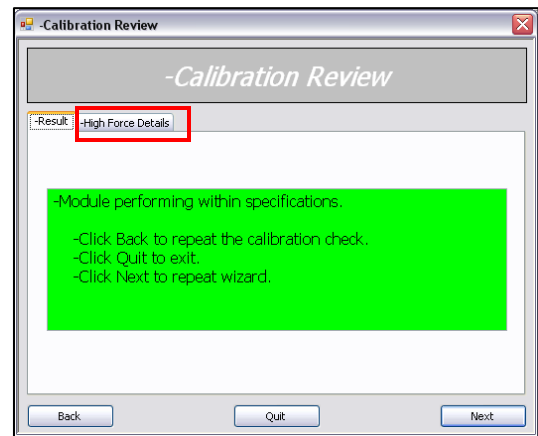 -Calibration Review
-Calibration Review
-Result -High Force Details
-Module performing within specifications.
-Click Back to repeat the calibration check.
-Click Quit to exit.
-Click Next to repeat wizard.
Back Quit Next